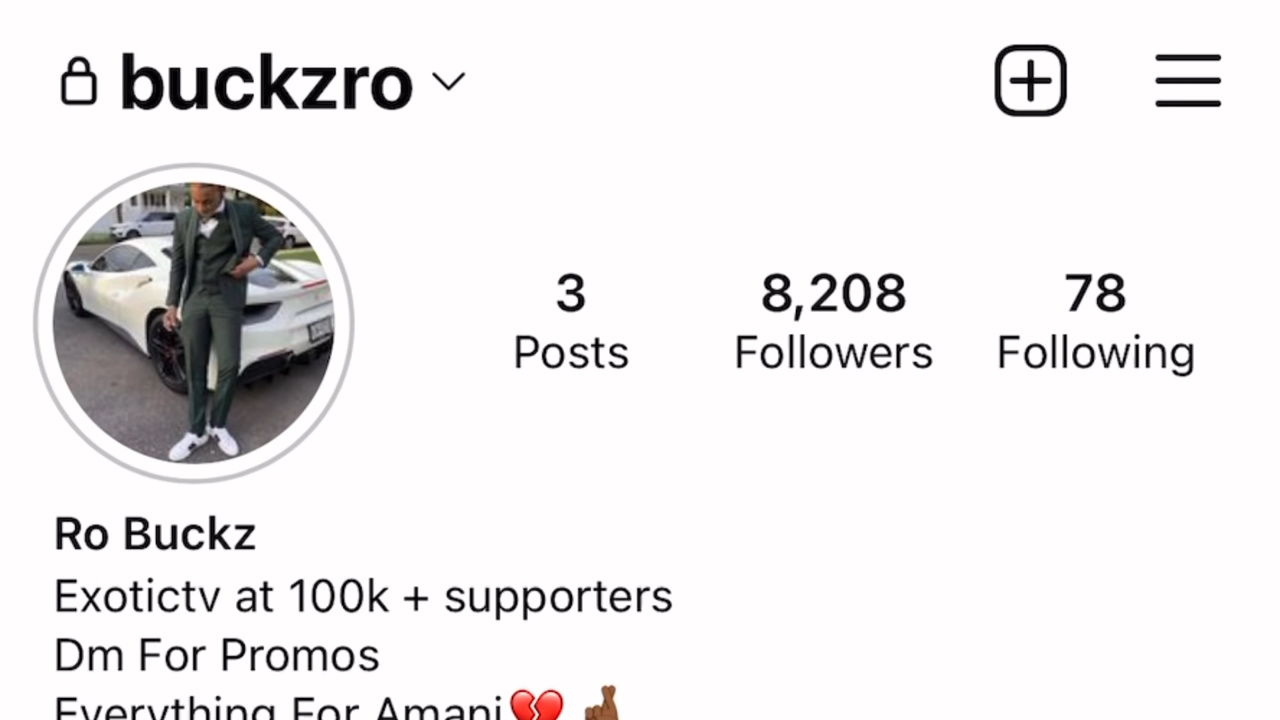 buckzro
3 8,208 78
Posts Followers Following
Ro Buckz
Exotictv at 100k + supporters
Dm For Promos
Everything For Amani💔🤞🏾